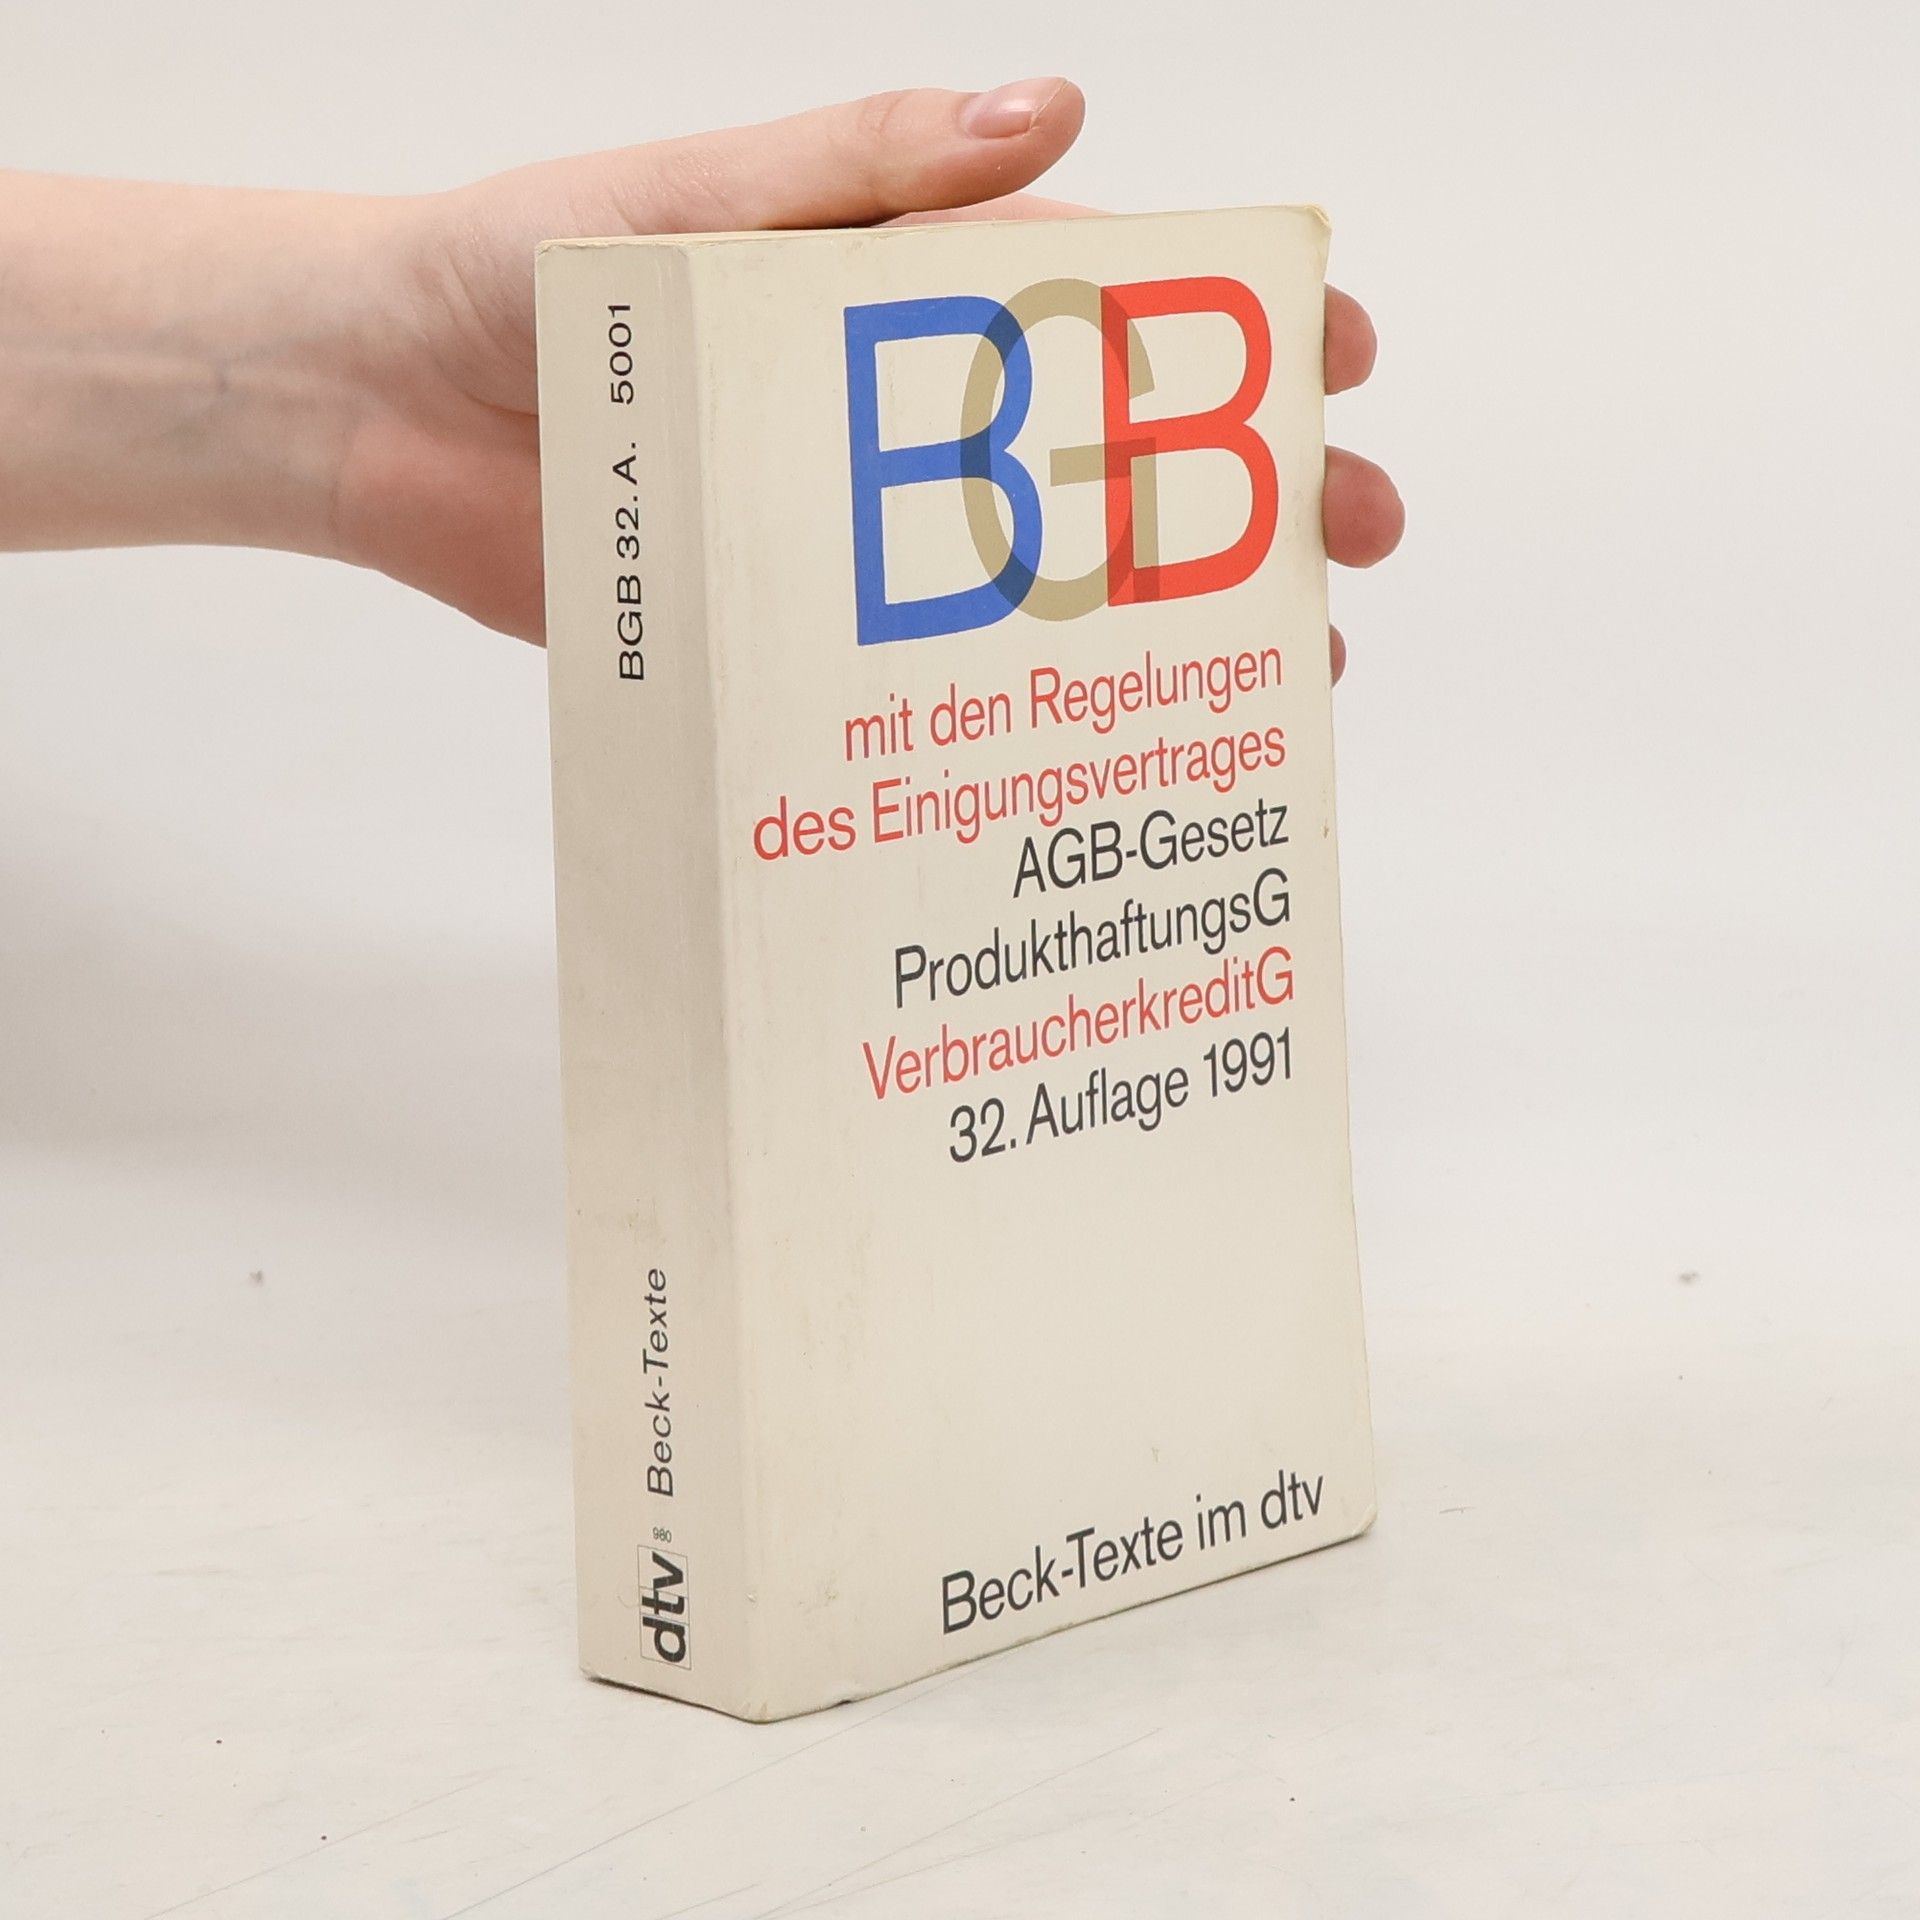 BGB
mit den Regelungen
des Einigungsvertrages
AGB-Gesetz
ProdukthaftungsG
VerbraucherkreditG
32. Auflage 1991
Beck-Texte im dtv
BGB 32. A. 5001
Beck-Texte
980
dtv